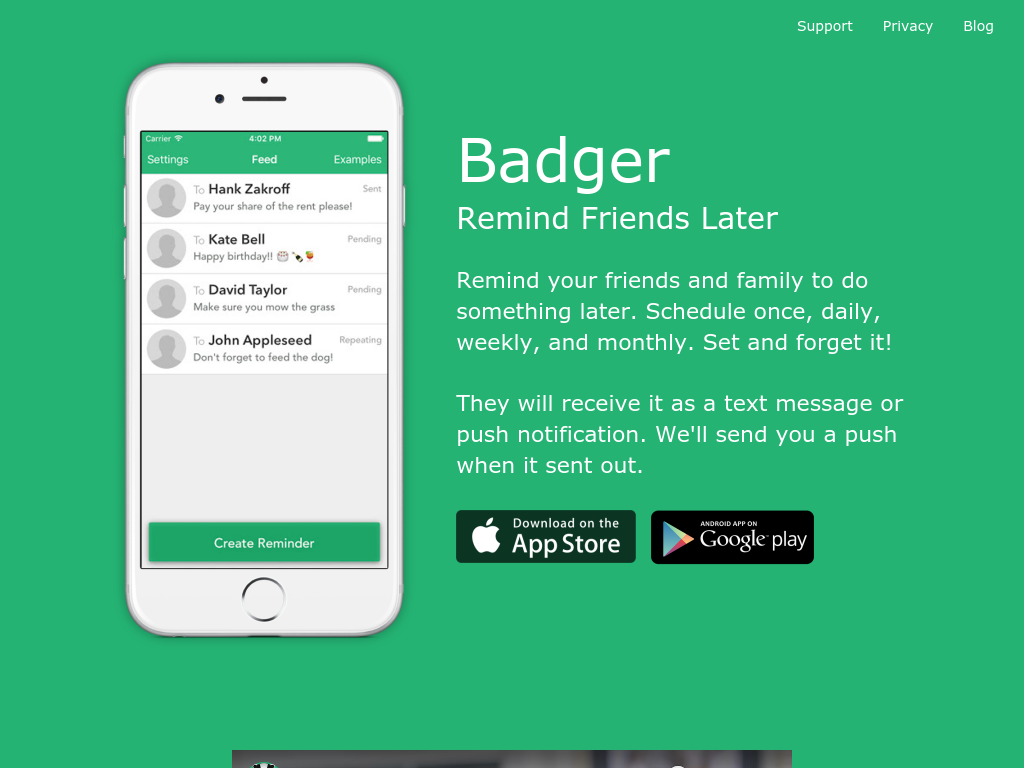 Support Privacy Blog
Carrier 4:02 PM
Settings Feed Examples
To Hank Zakroff Sent
Pay your share of the rent please!
To Kate Bell Pending
Happy birthday!! 🎂 🍾 🍹
To David Taylor Pending
Make sure you mow the grass
To John Appleseed Repeating
Don't forget to feed the dog!
Create Reminder
Badger
Remind Friends Later
Remind your friends and family to do
something later. Schedule once, daily,
weekly, and monthly. Set and forget it!
They will receive it as a text message or
push notification. We'll send you a push
when it sent out.
Download on the
App Store
ANDROID APP ON
Google play